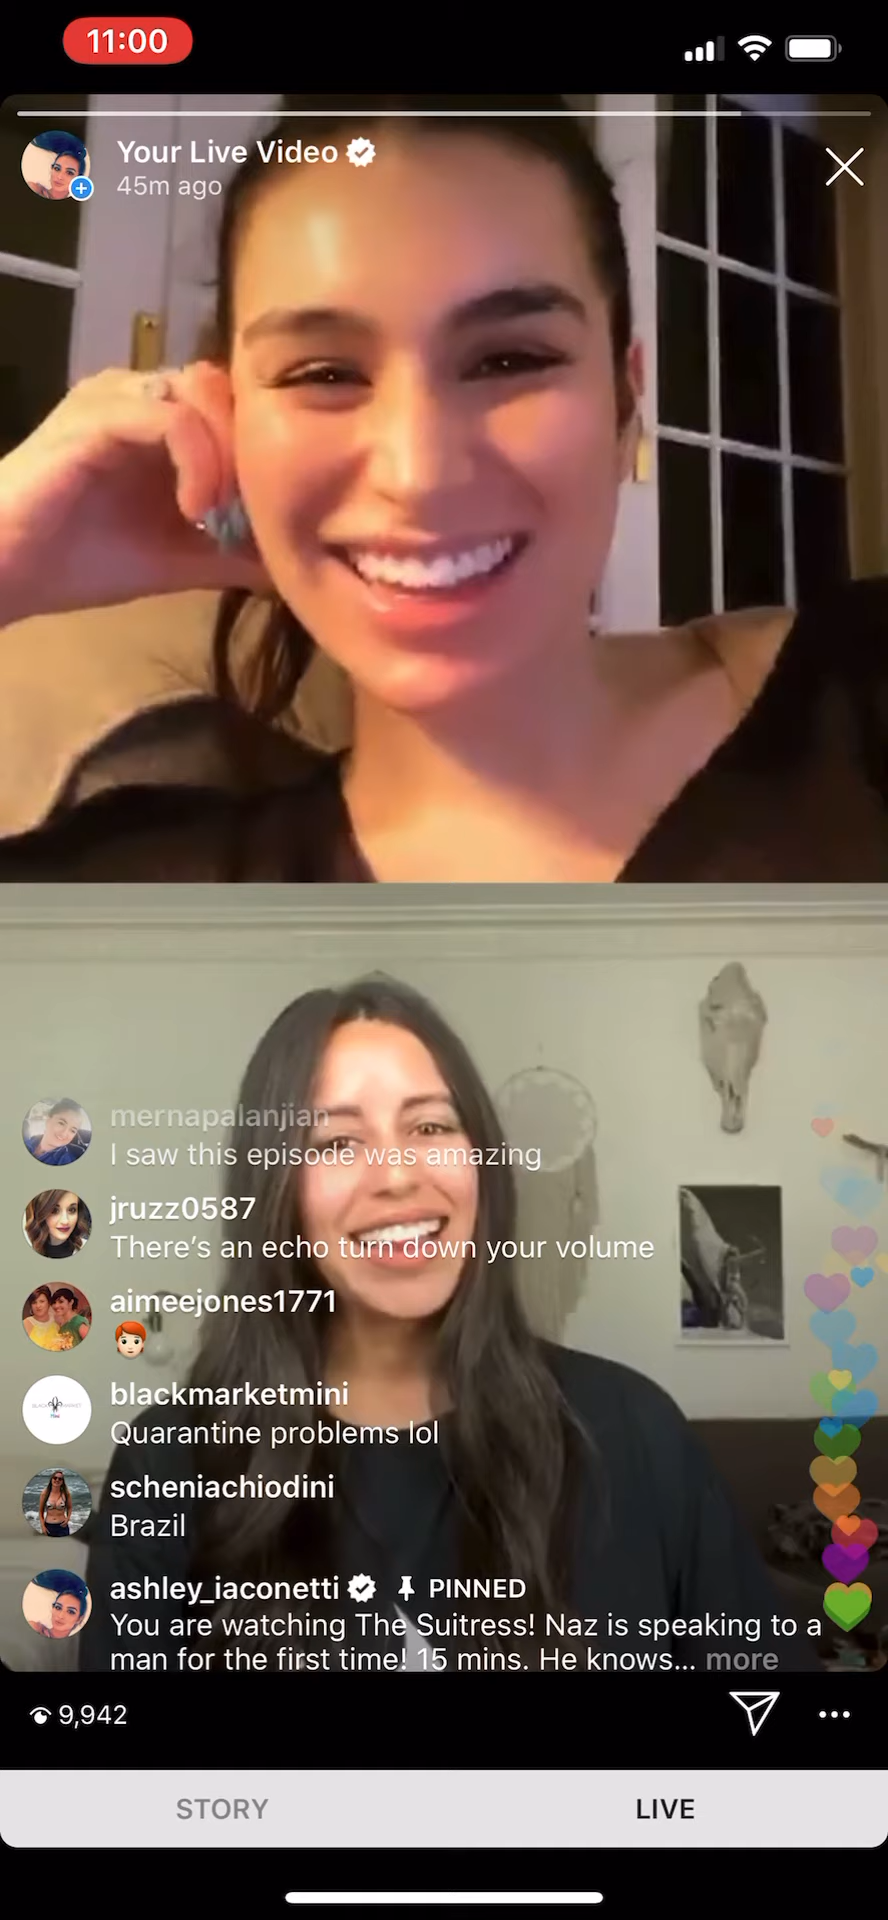 11:00
Your Live Video
45m ago
mernapalanjian
I saw this episode was amazing
jruzz0587
There’s an echo turn down your volume
aimeejones1771
blackmarketmini
Quarantine problems lol
scheniachiodini
Brazil
ashley_iaconetti PINNED
You are watching The Suitress! Naz is speaking to a
man for the first time! 15 mins. He knows... more
9,942
STORY LIVE